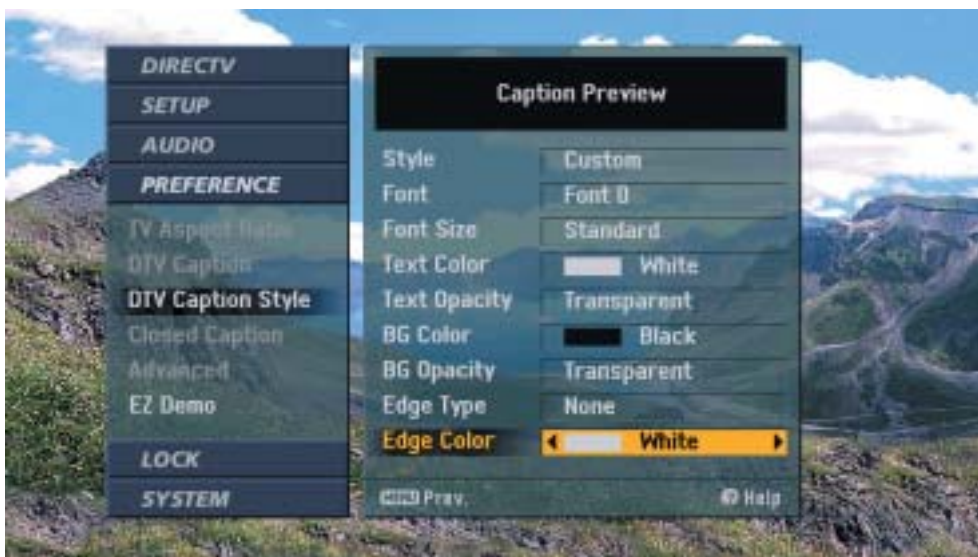 DIRECTV
SETUP
AUDIO
PREFERENCE
TV Aspect Ratio
DTV Caption
DTV Caption Style
Closed Caption
Advanced
EZ Demo
LOCK
SYSTEM
Caption Preview
Style Custom
Font Font 0
Font Size Standard
Text Color White
Text Opacity Transparent
BG Color Black
BG Opacity Transparent
Edge Type None
Edge Color White
MENU Prev. Help